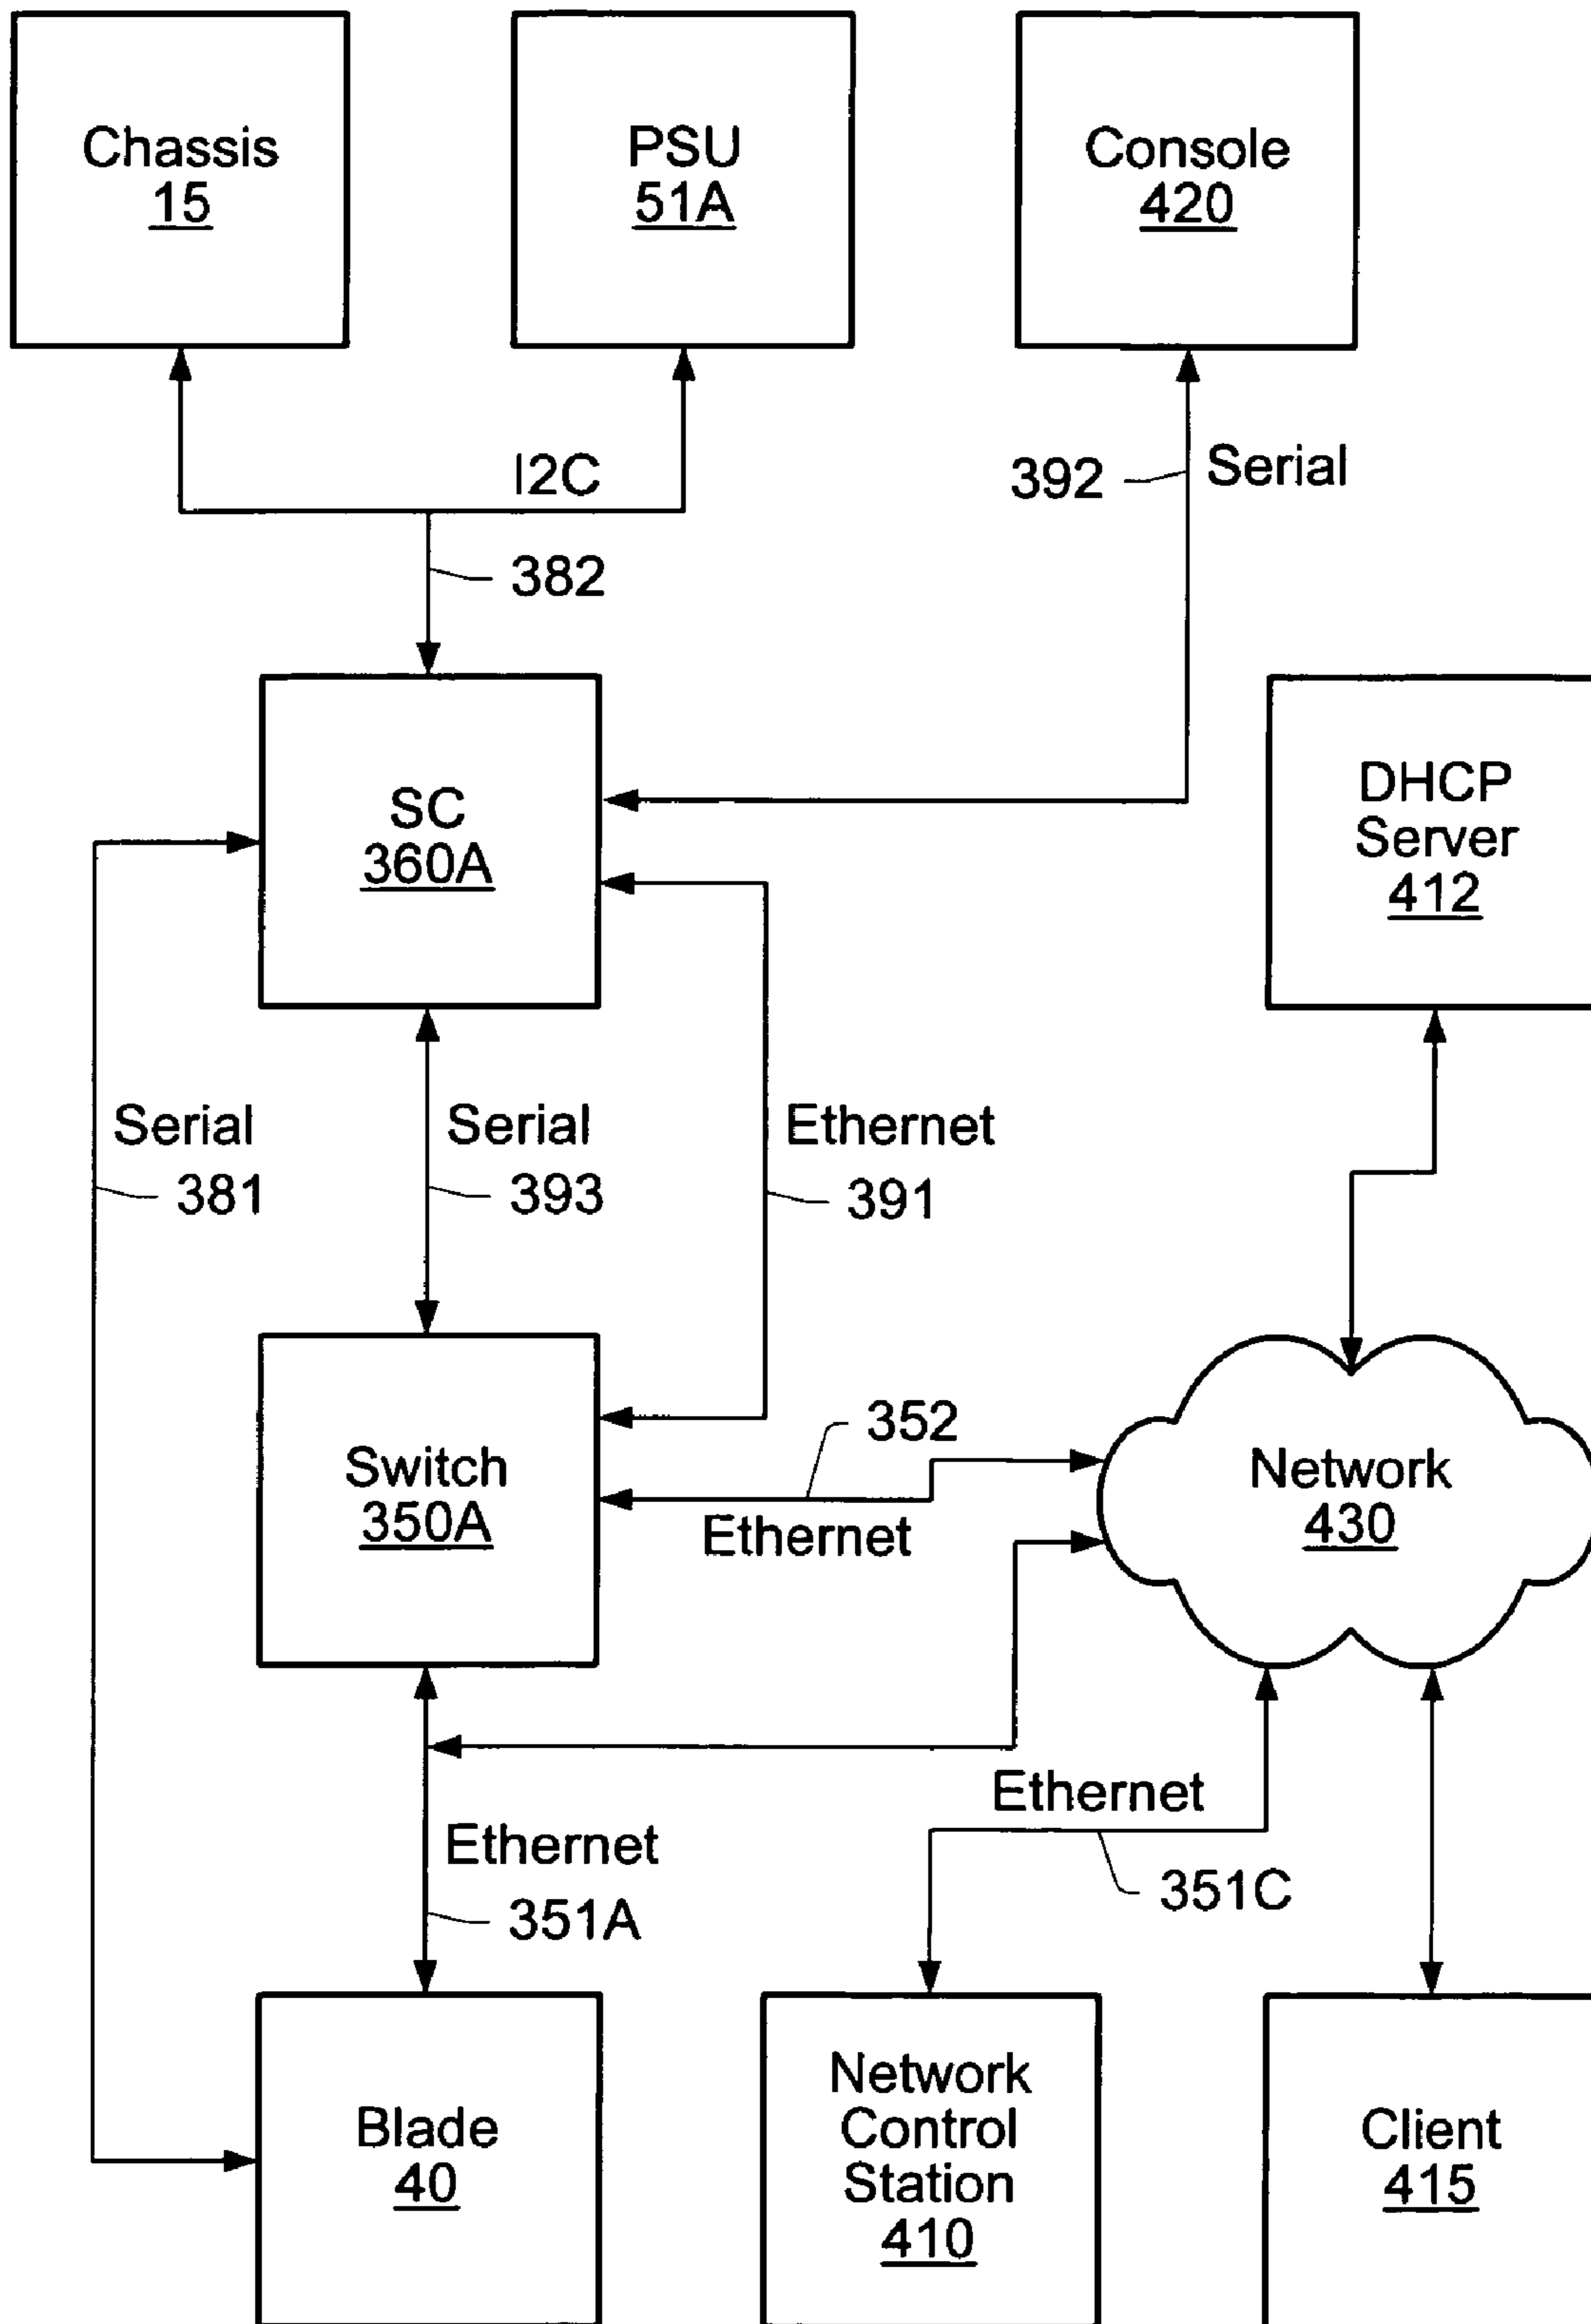 Chassis
15
PSU
51A
Console
420
I2C
382
392
Serial
SC
360A
DHCP
Server
412
Serial
381
Serial
393
Ethernet
391
352
Ethernet
Switch
350A
Network
430
Ethernet
351A
Ethernet
351C
Blade
40
Network
Control
Station
410
Client
415